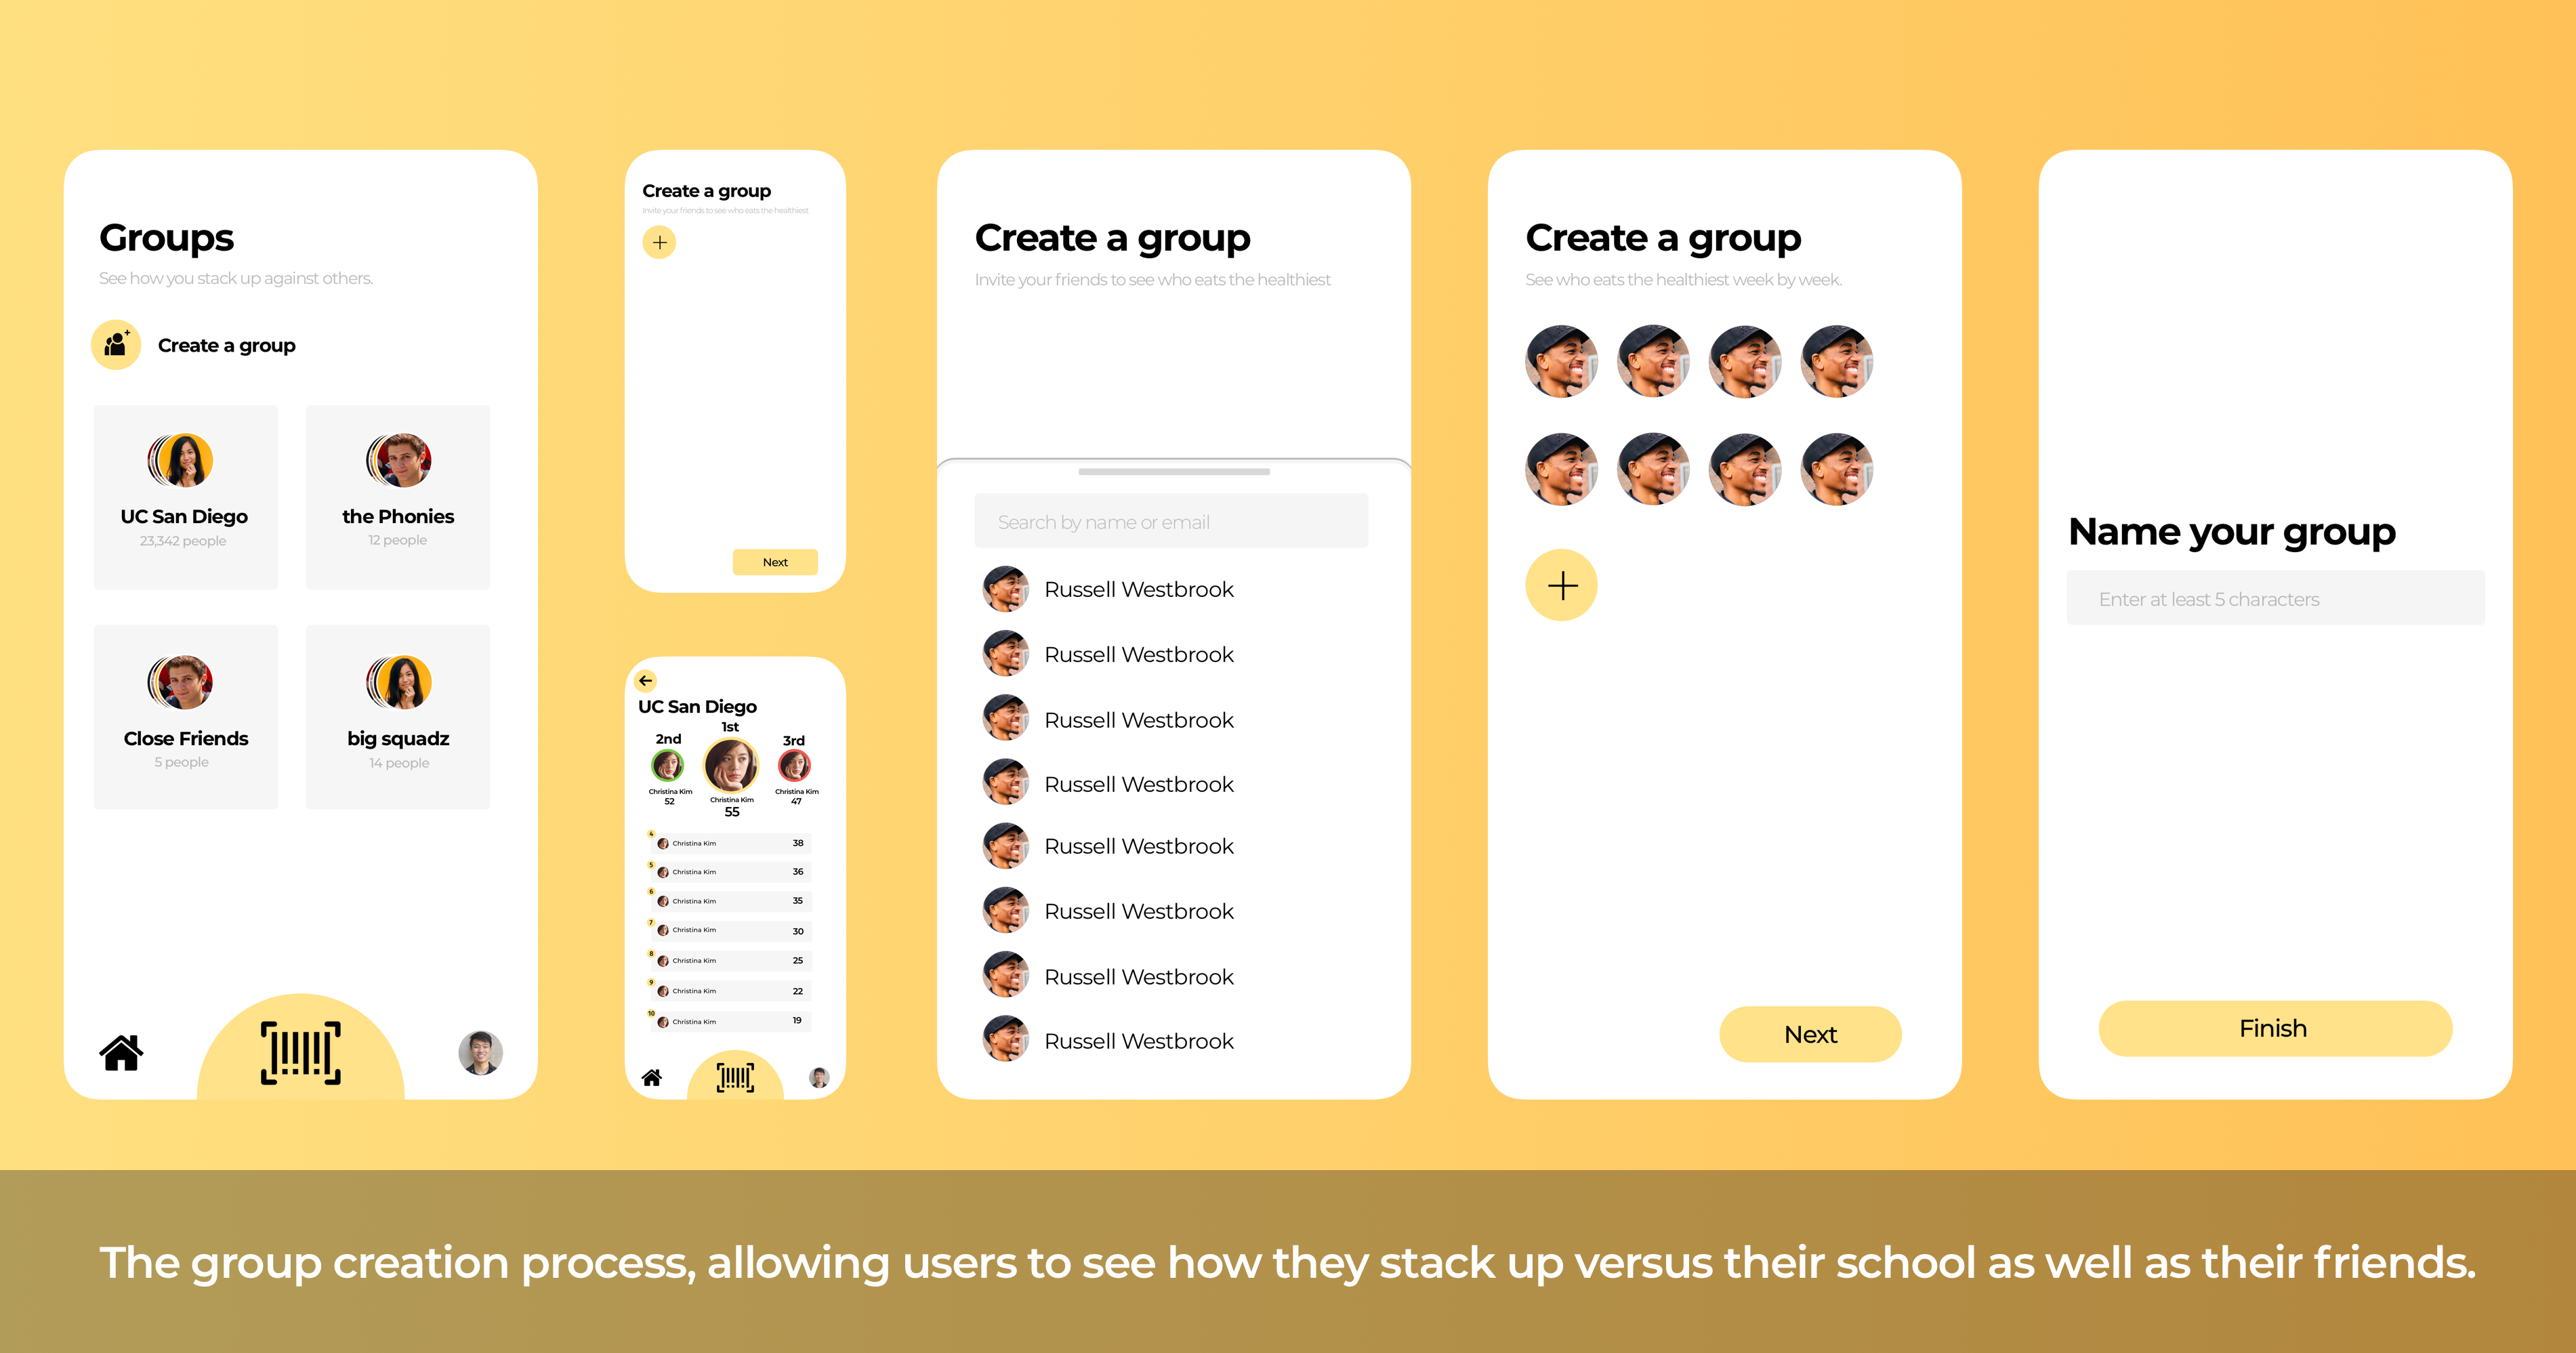 Groups
See how you stack up against others.
Create a group
UC San Diego
23,342 people
the Phonies
12 people
Close Friends
5 people
big squadz
14 people
Create a group
Invite your friends to see who eats the healthiest
Next
UC San Diego
1st
2nd
3rd
Christina Kim
52
Christina Kim
55
Christina Kim
47
4
Christina Kim 38
5
Christina Kim 36
6
Christina Kim 35
7
Christina Kim 30
8
Christina Kim 25
9
Christina Kim 22
10
Christina Kim 19
Create a group
Invite your friends to see who eats the healthiest
Search by name or email
Russell Westbrook
Russell Westbrook
Russell Westbrook
Russell Westbrook
Russell Westbrook
Russell Westbrook
Russell Westbrook
Russell Westbrook
Create a group
See who eats the healthiest week by week.
Next
Name your group
Enter at least 5 characters
Finish
The group creation process, allowing users to see how they stack up versus their school as well as their friends.